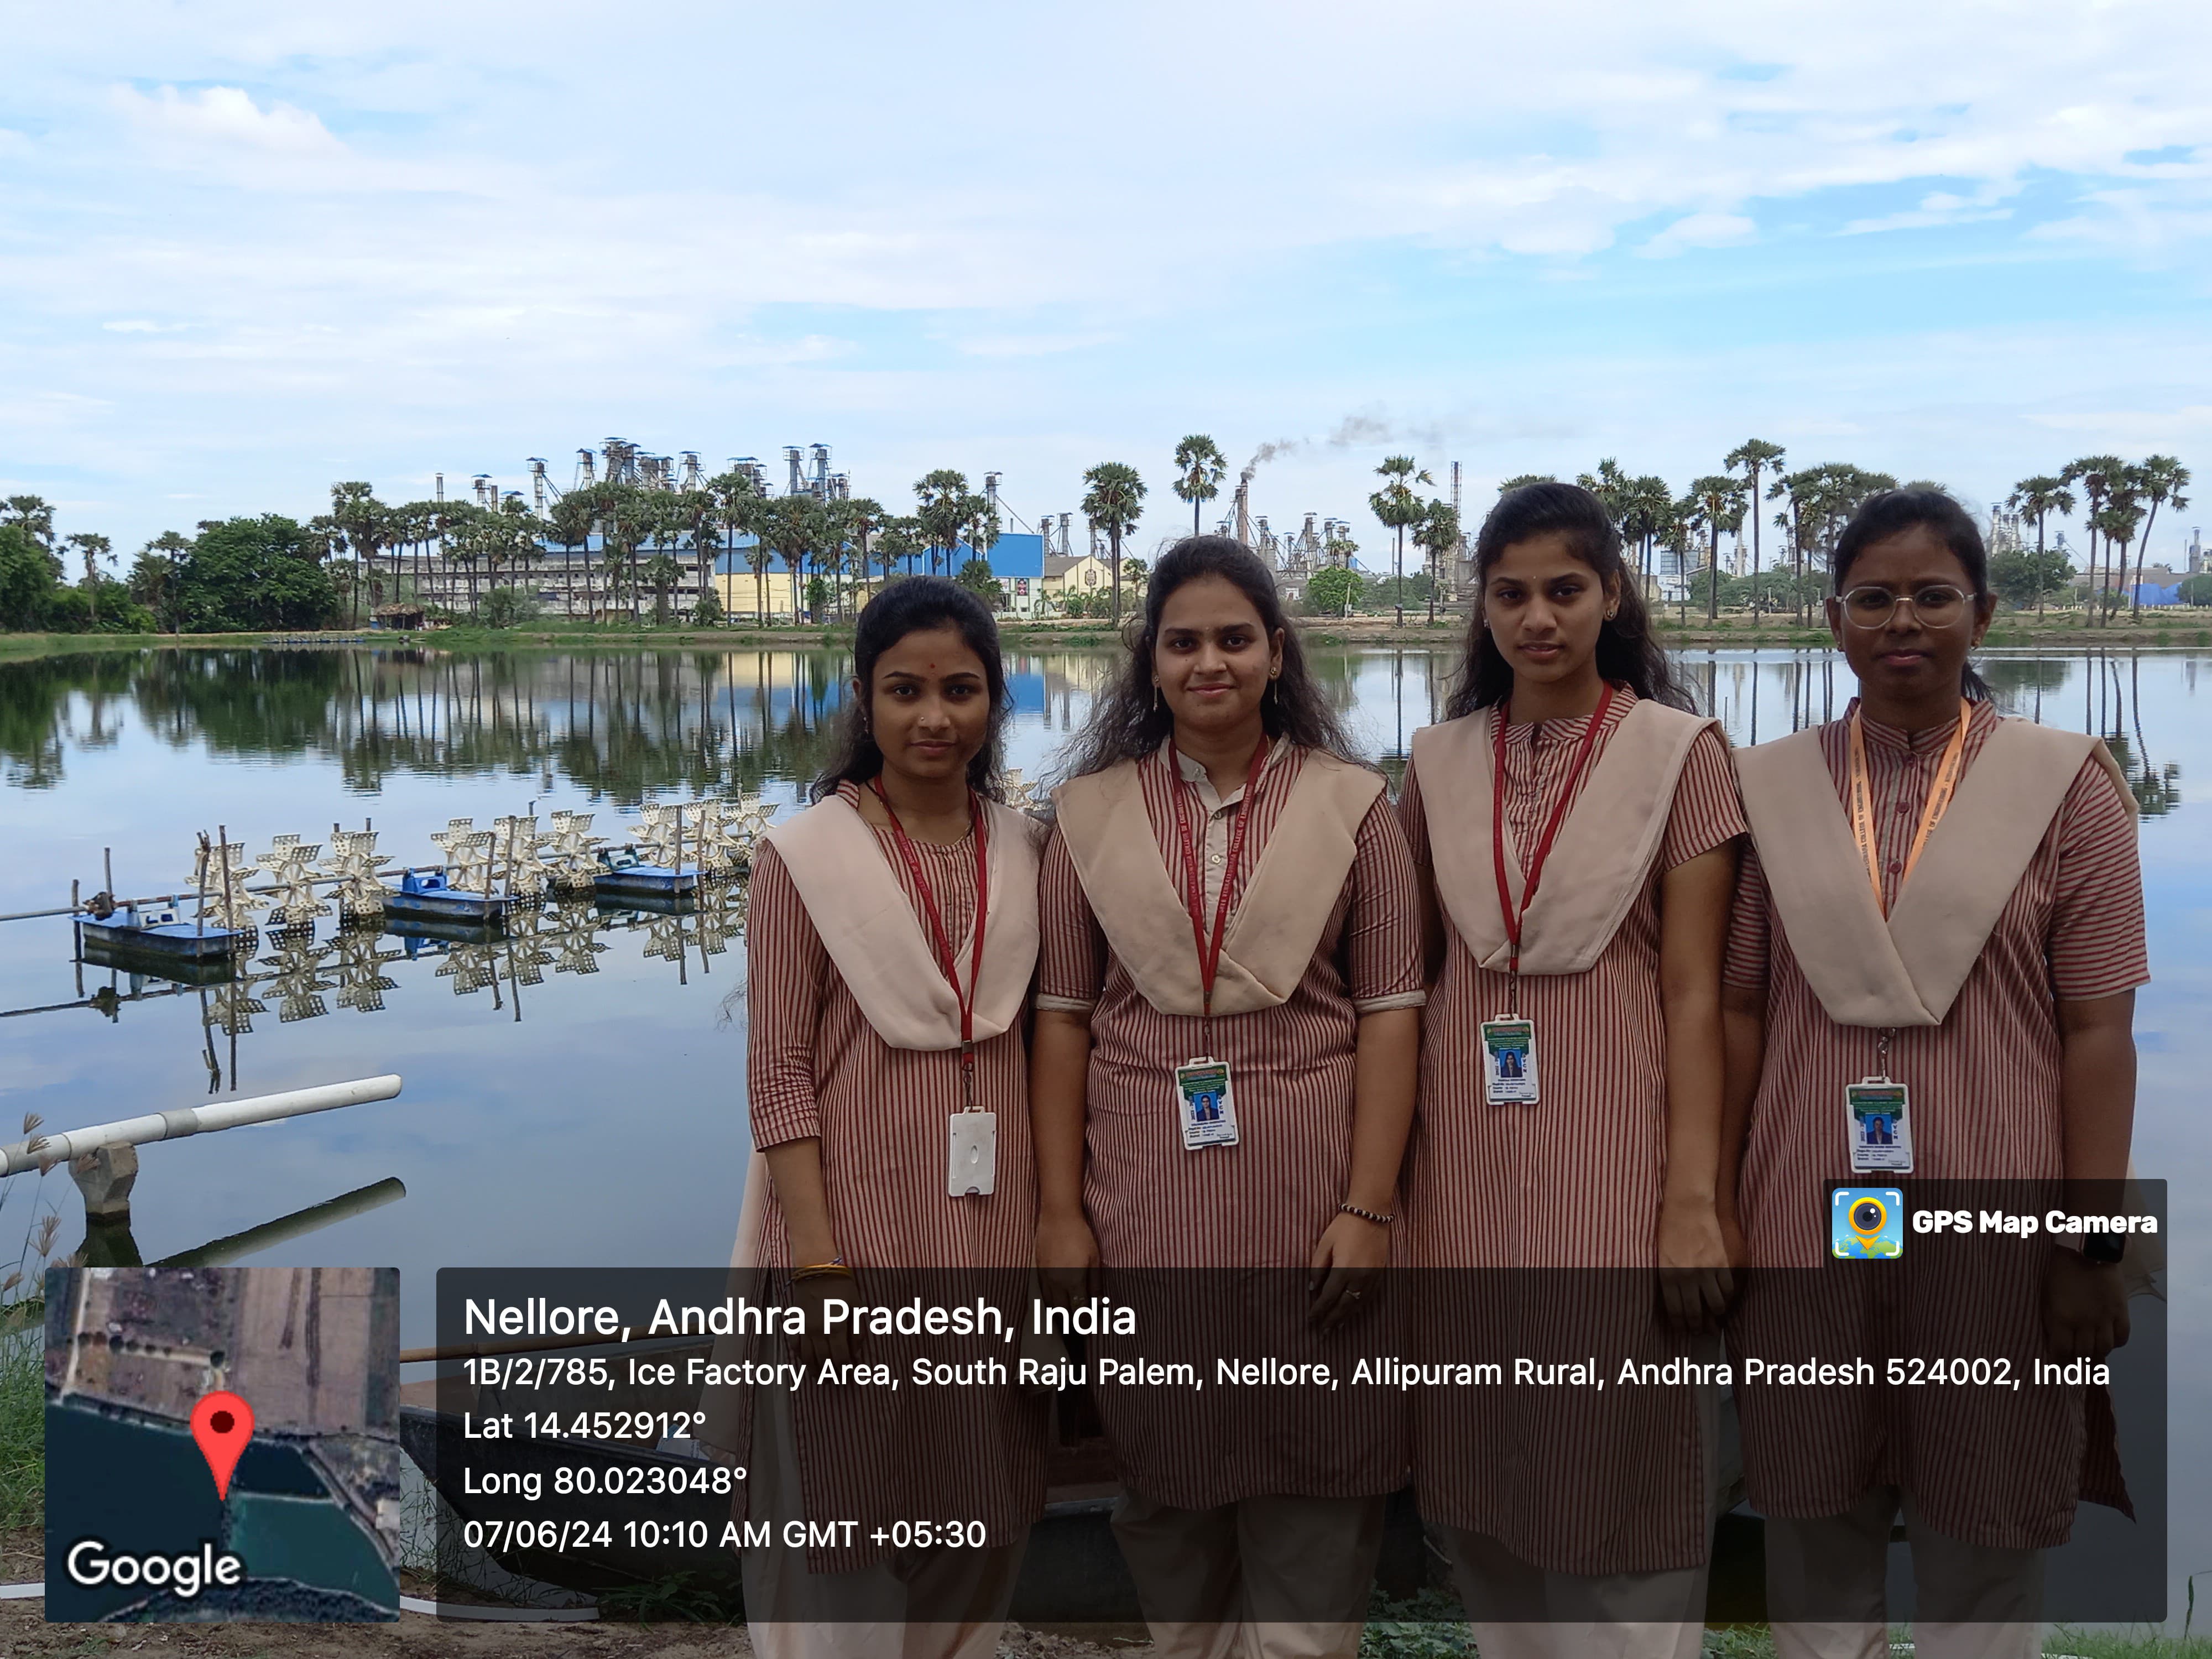 GPS Map Camera
Nellore, Andhra Pradesh, India
1B/2/785, Ice Factory Area, South Raju Palem, Nellore, Allipuram Rural, Andhra Pradesh 524002, India
Lat 14.452912°
Long 80.023048°
07/06/24 10:10 AM GMT +05:30
Google